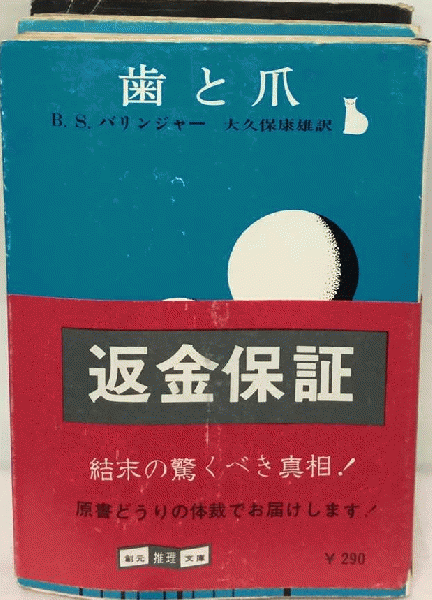 歯と爪
B. S. バリンジャー 大久保康雄訳
返金保証
結末の驚くべき真相!
原書どうりの体裁でお届けします!
創元 推理 文庫
¥ 290